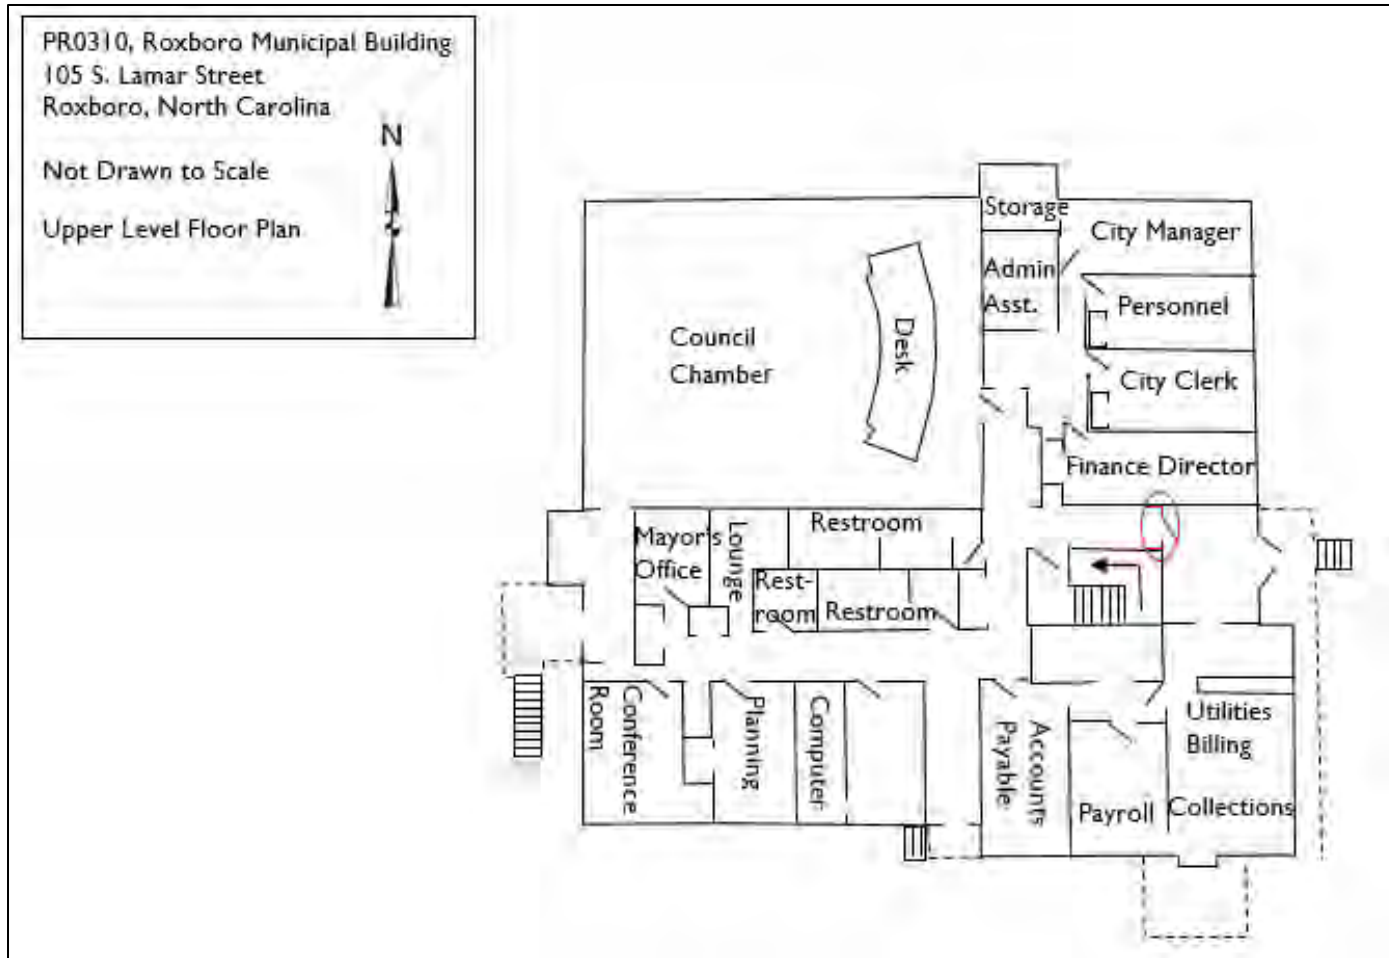 PR0310, Roxboro Municipal Building
105 S. Lamar Street
Roxboro, North Carolina
N
Not Drawn to Scale
Upper Level Floor Plan
Storage
City Manager
Admin
Asst.
Personnel
Desk
Council
Chamber
City Clerk
Finance Director
Restroom
Mayor's
Office
Lounge
Rest-
room
Restroom
Conference
Room
Planning
Computer
Accounts
Payable
Utilities
Billing
Payroll
Collections